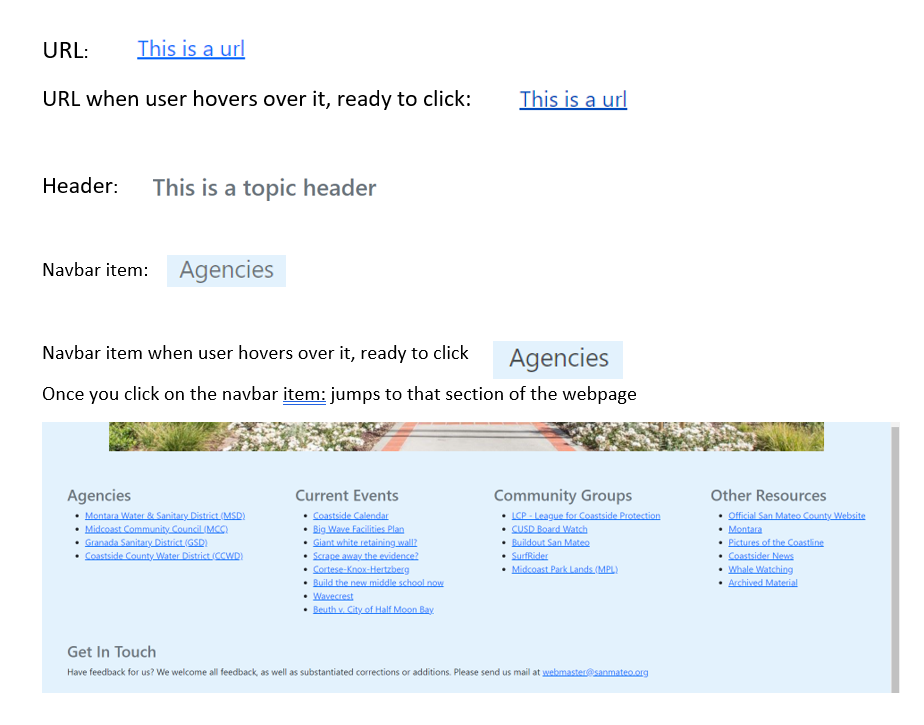 URL: This is a url
URL when user hovers over it, ready to click: This is a url
Header: This is a topic header
Navbar item: Agencies
Navbar item when user hovers over it, ready to click Agencies
Once you click on the navbar item: jumps to that section of the webpage
Agencies
Montara Water & Sanitary District (MSD)
Midcoast Community Council (MCC)
Granada Sanitary District (GSD)
Coastside County Water District (CCWD)
Current Events
Coastside Calendar
Big Wave Facilities Plan
Giant white retaining wall?
Scrape away the evidence?
Cortese-Knox-Hertzberg
Build the new middle school now
Wavecrest
Beuth v. City of Half Moon Bay
Community Groups
LCP - League for Coastside Protection
CUSD Board Watch
Buildout San Mateo
SurfRider
Midcoast Park Lands (MPL)
Other Resources
Official San Mateo County Website
Montara
Pictures of the Coastline
Coastsider News
Whale Watching
Archived Material
Get In Touch
Have feedback for us? We welcome all feedback, as well as substantiated corrections or additions. Please send us mail at webmaster@sanmateo.org